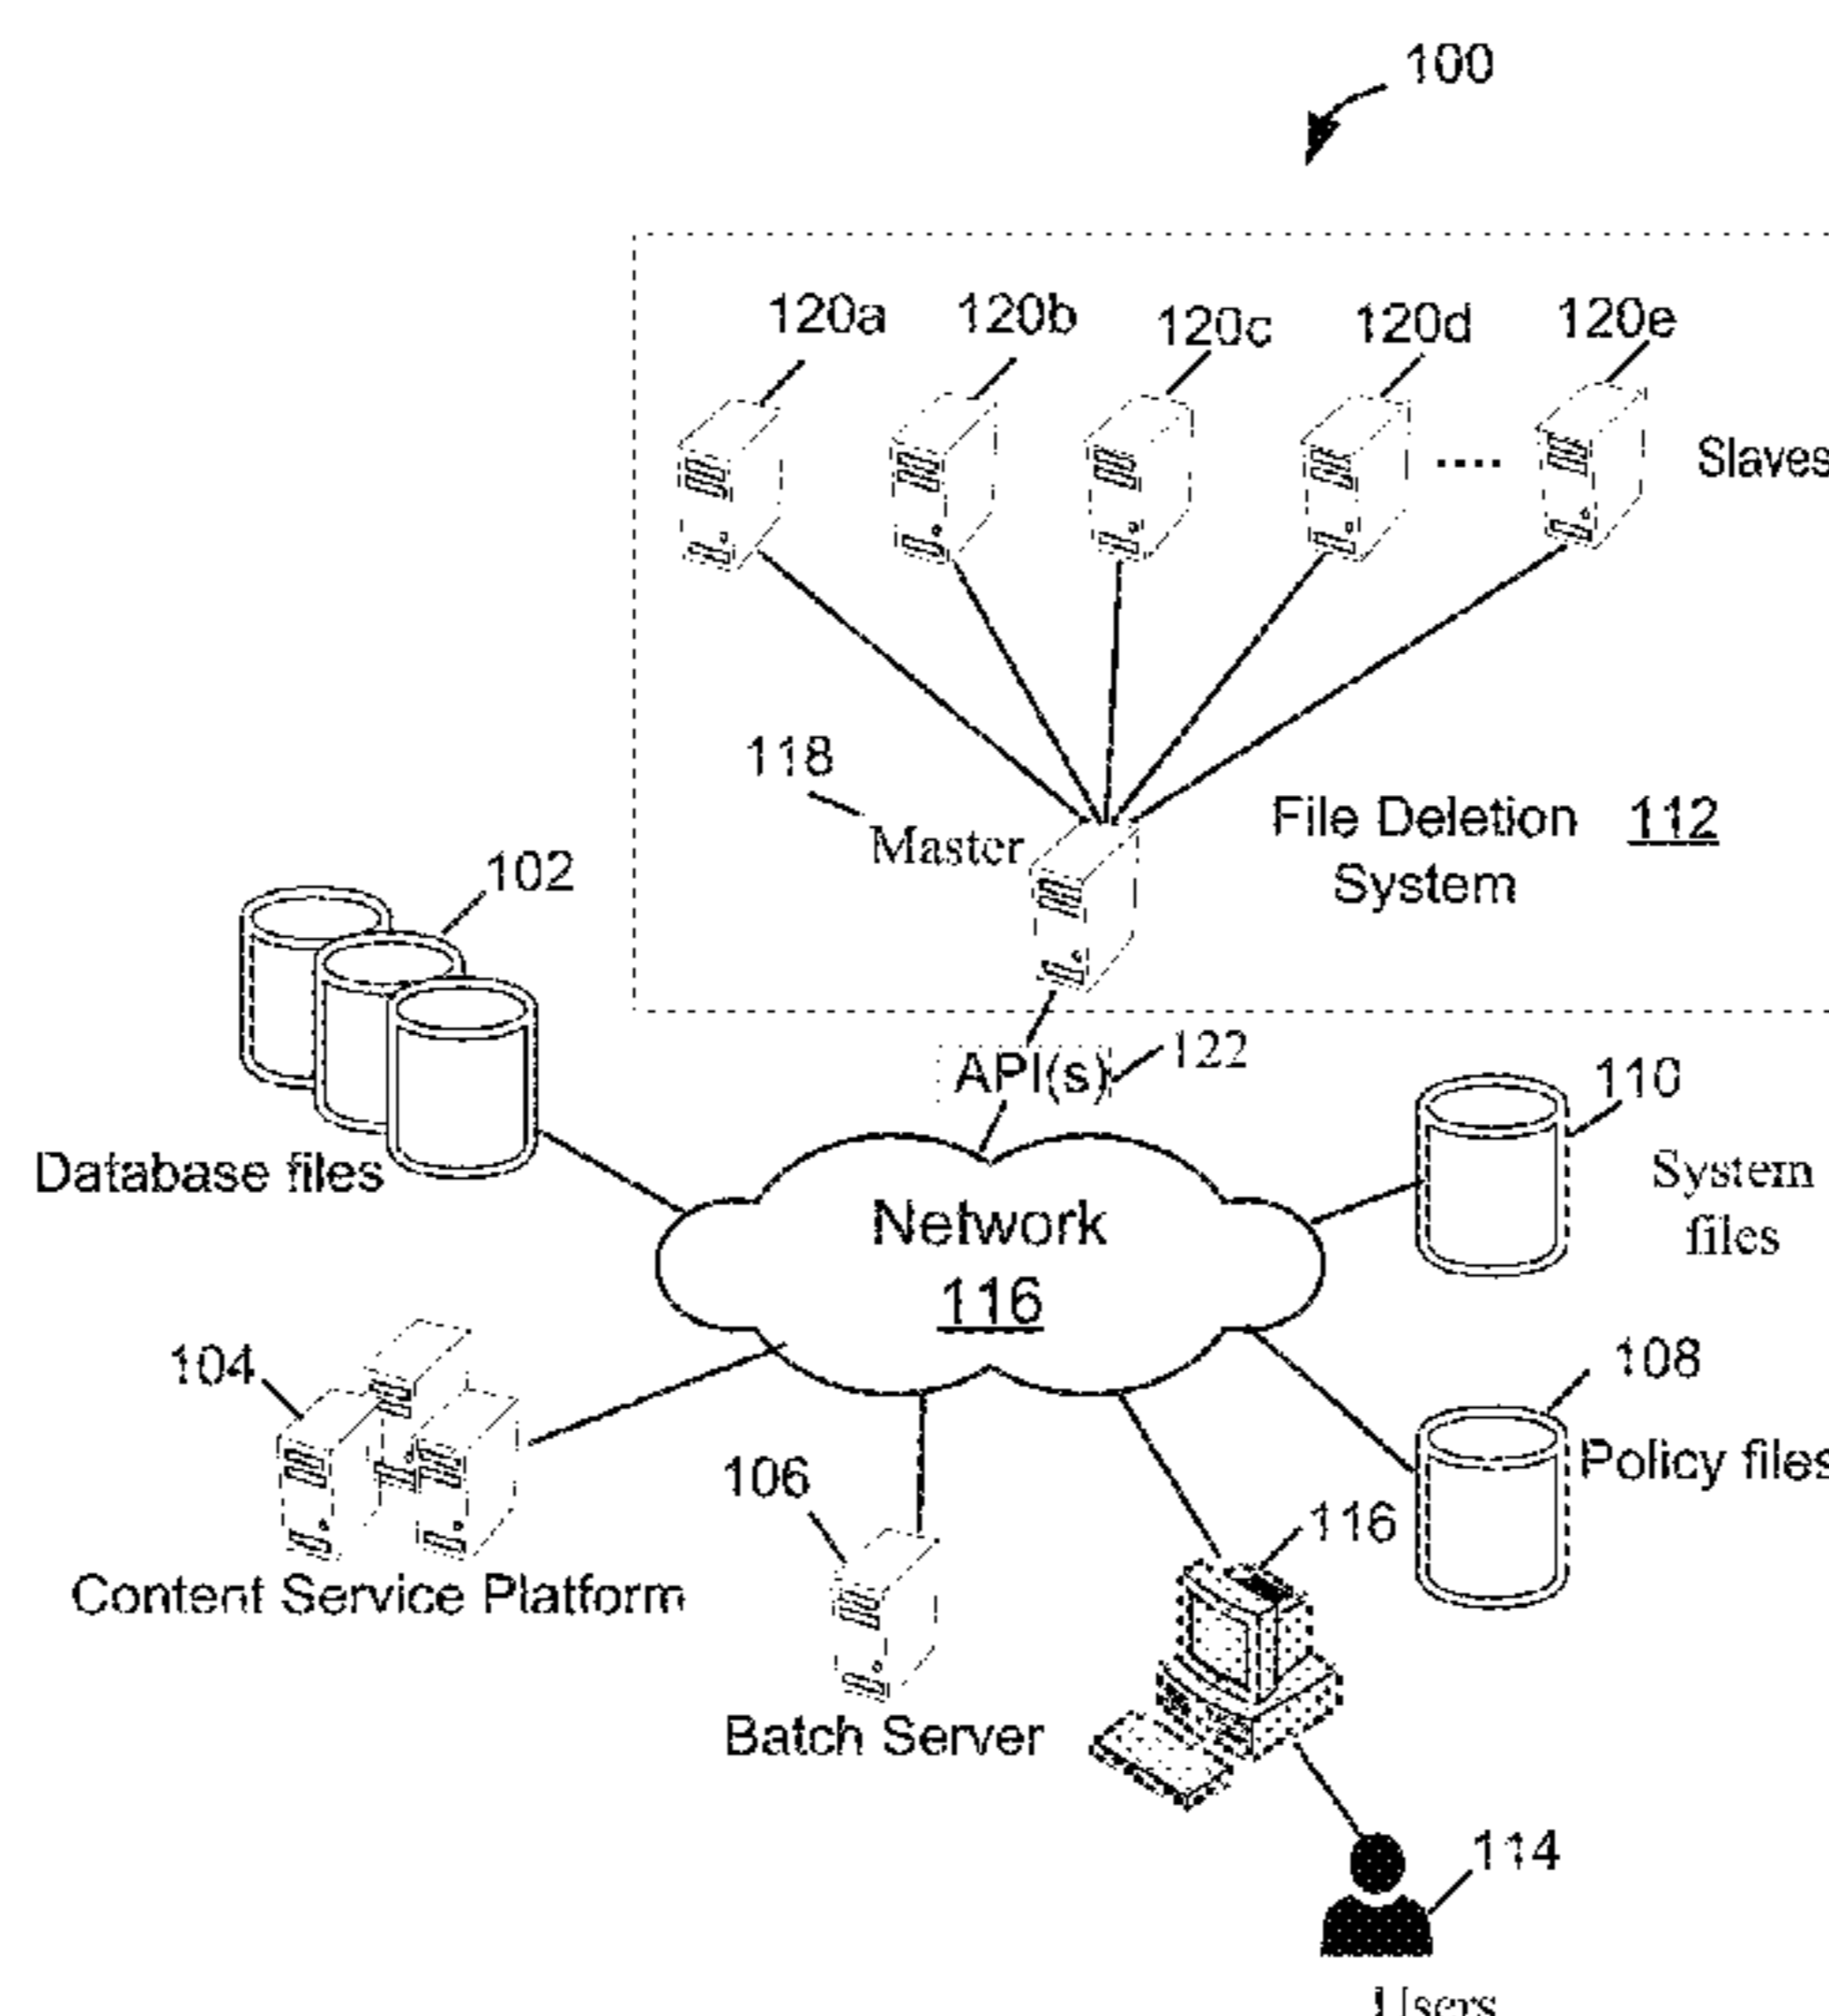 100
120a 120b 120c 120d 120e
Slaves
118
Master
File Deletion 112
System
102
API(s) 122
110
Database files
System
files
Network
116
104
108
Policy files
106
116
Content Service Platform
Batch Server
114
Users